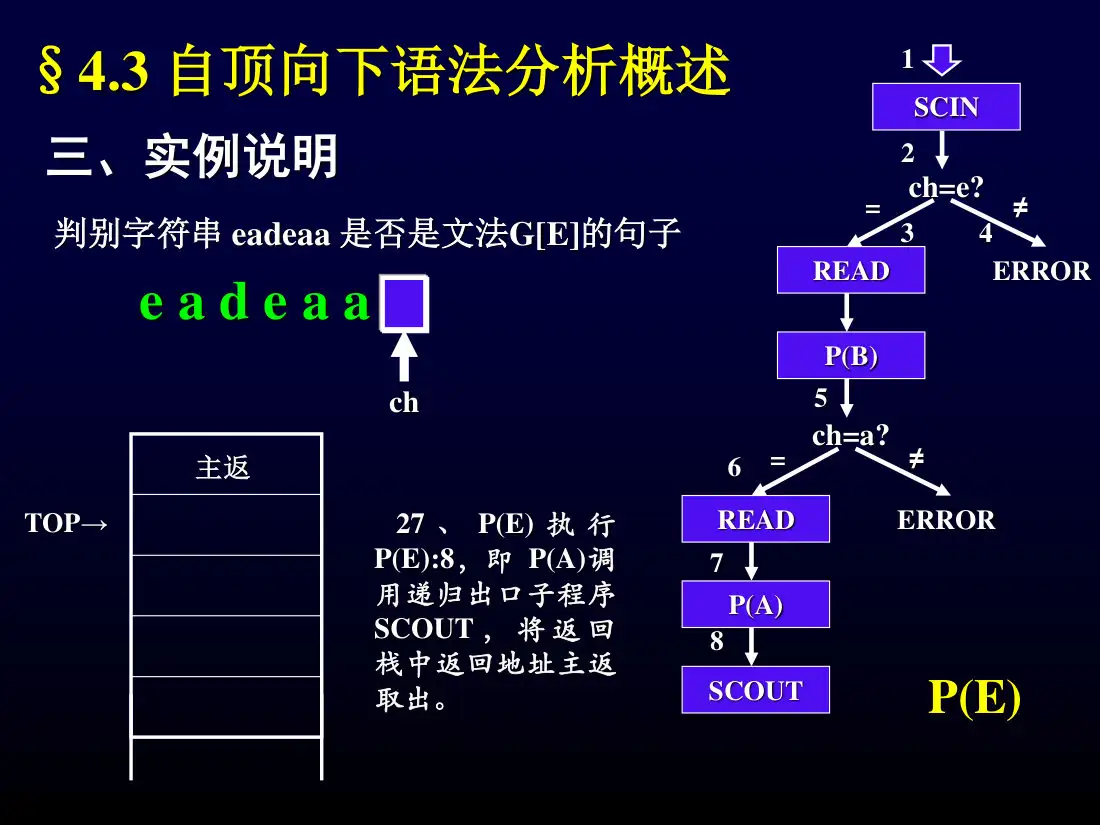 §4.3 自顶向下语法分析概述
三、实例说明
判别字符串 eadeaa 是否是文法G[E]的句子
e a d e a a
ch
主返
TOP→
27、P(E)执行
P(E):8，即 P(A)调
用递归出口子程序
SCOUT，将返回
栈中返回地址主返
取出。
1
SCIN
2
ch=e?
= ≠
3 4
READ ERROR
P(B)
5
ch=a?
6 = ≠
READ ERROR
7
P(A)
8
SCOUT
P(E)